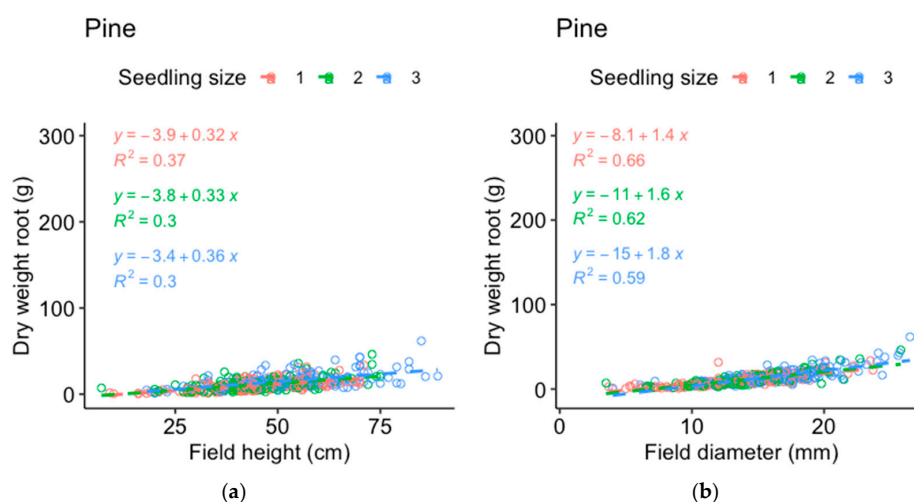 Pine
Seedling size 1 2 3
y = −3.9 + 0.32 x
R² = 0.37
y = −3.8 + 0.33 x
R² = 0.3
y = −3.4 + 0.36 x
R² = 0.3
Dry weight root (g)
300
200
100
0
25 50 75
Field height (cm)
(a)
Pine
Seedling size 1 2 3
y = −8.1 + 1.4 x
R² = 0.66
y = −11 + 1.6 x
R² = 0.62
y = −15 + 1.8 x
R² = 0.59
Dry weight root (g)
300
200
100
0
0 10 20
Field diameter (mm)
(b)